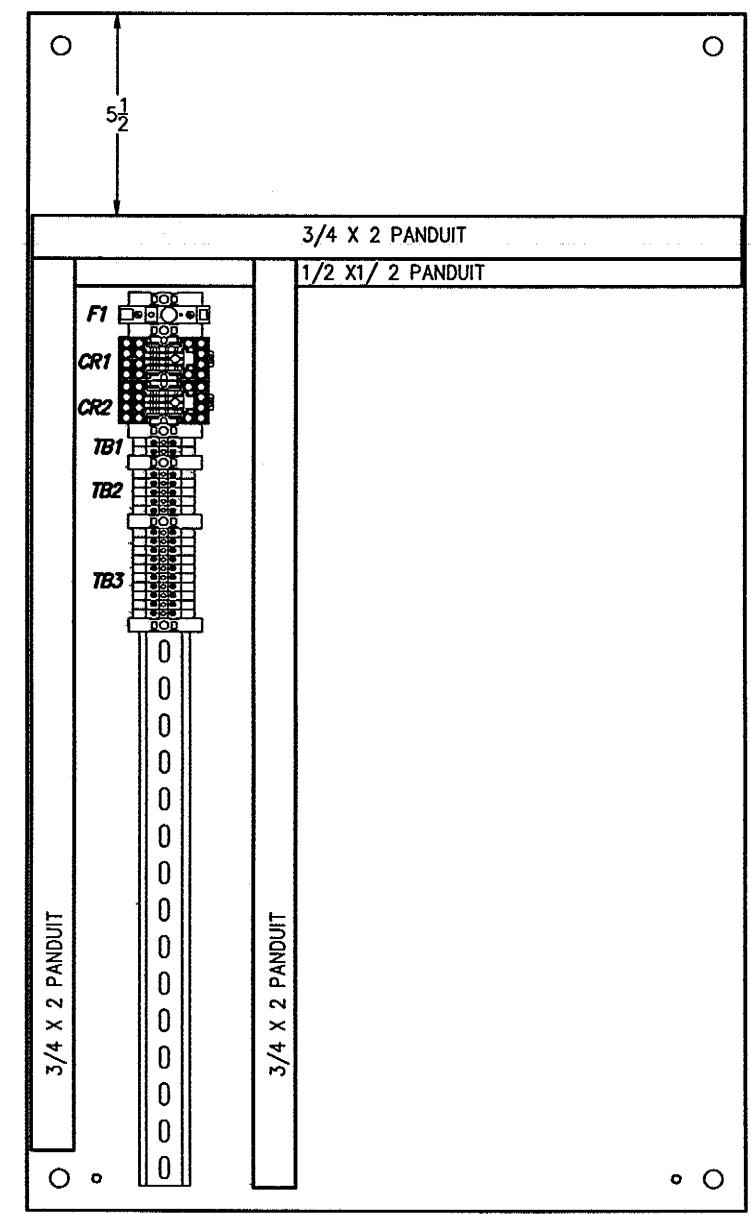 5 1/2
3/4 X 2 PANDUIT
1/2 X1/ 2 PANDUIT
F1
CR1
CR2
TB1
TB2
TB3
3/4 X 2 PANDUIT
3/4 X 2 PANDUIT